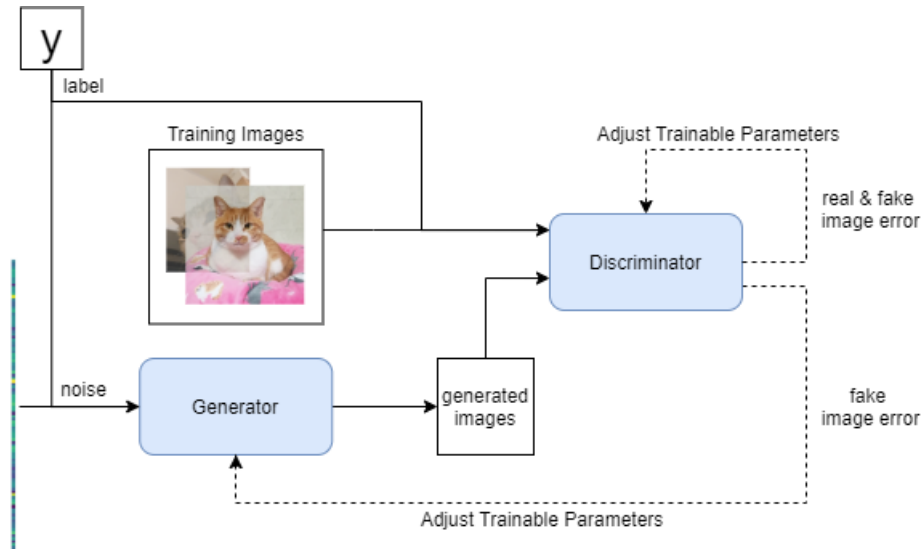 y
label
Training Images
Adjust Trainable Parameters
real & fake
image error
Discriminator
noise
Generator
generated
images
fake
image error
Adjust Trainable Parameters